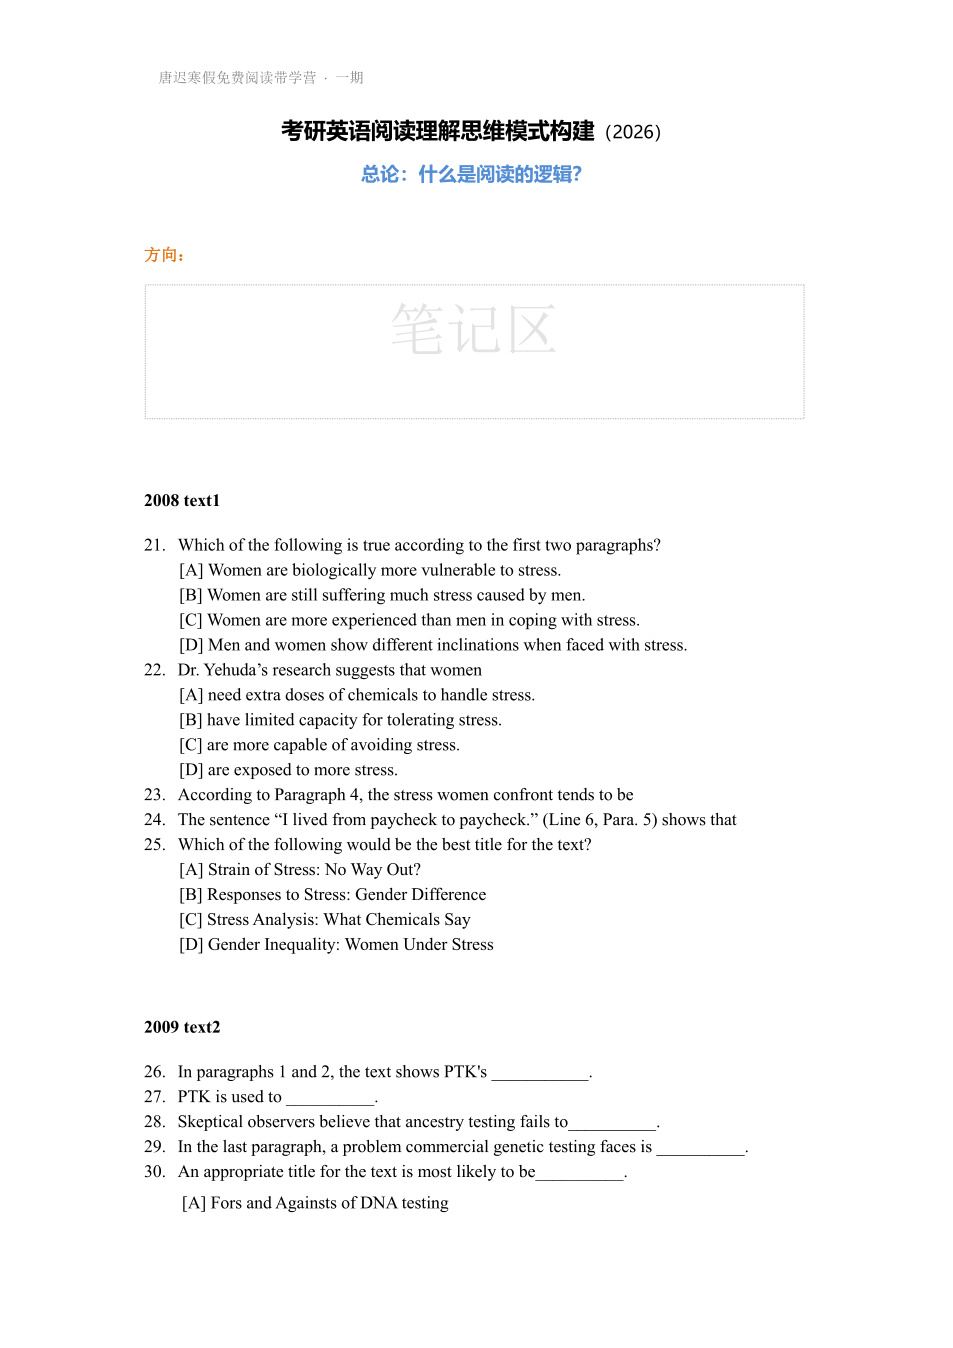 唐迟寒假免费阅读带学营 · 一期
考研英语阅读理解思维模式构建（2026）
总论：什么是阅读的逻辑？
方向：
笔记区
2008 text1
21. Which of the following is true according to the first two paragraphs?
[A] Women are biologically more vulnerable to stress.
[B] Women are still suffering much stress caused by men.
[C] Women are more experienced than men in coping with stress.
[D] Men and women show different inclinations when faced with stress.
22. Dr. Yehuda’s research suggests that women
[A] need extra doses of chemicals to handle stress.
[B] have limited capacity for tolerating stress.
[C] are more capable of avoiding stress.
[D] are exposed to more stress.
23. According to Paragraph 4, the stress women confront tends to be
24. The sentence “I lived from paycheck to paycheck.” (Line 6, Para. 5) shows that
25. Which of the following would be the best title for the text?
[A] Strain of Stress: No Way Out?
[B] Responses to Stress: Gender Difference
[C] Stress Analysis: What Chemicals Say
[D] Gender Inequality: Women Under Stress
2009 text2
26. In paragraphs 1 and 2, the text shows PTK's ___________.
27. PTK is used to __________.
28. Skeptical observers believe that ancestry testing fails to__________.
29. In the last paragraph, a problem commercial genetic testing faces is __________.
30. An appropriate title for the text is most likely to be__________.
[A] Fors and Againsts of DNA testing